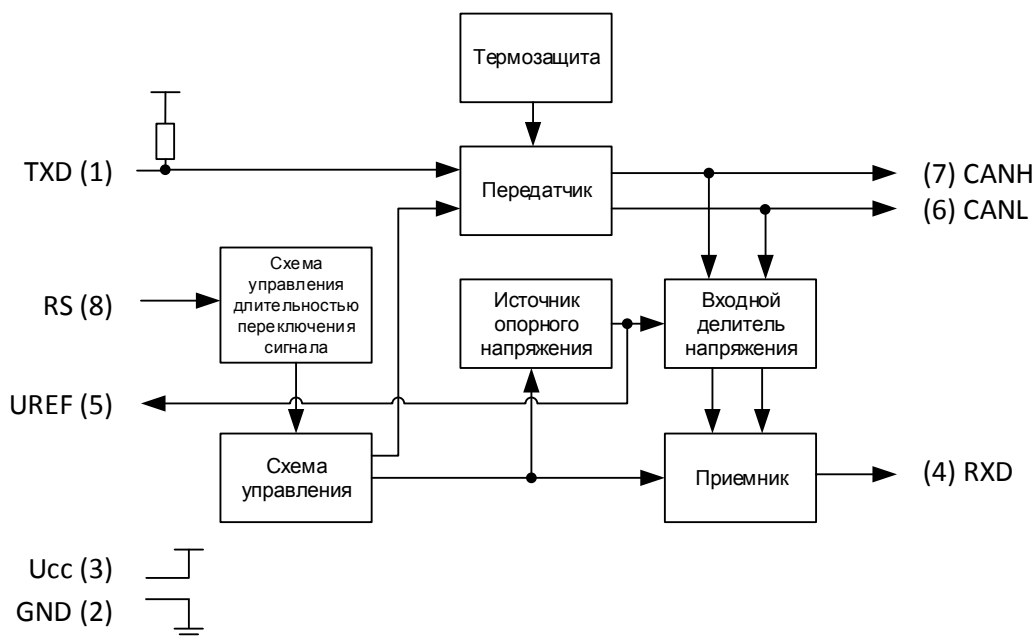 Термозащита
TXD (1)
Передатчик
(7) CANH
(6) CANL
Схема
управления
длительностью
переключения
сигнала
RS (8)
Источник
опорного
напряжения
Входной
делитель
напряжения
UREF (5)
Схема
управления
Приемник
(4) RXD
Ucc (3)
GND (2)